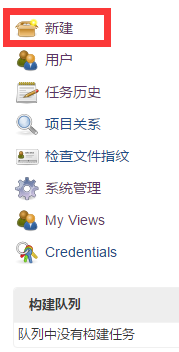 新建
用户
任务历史
项目关系
检查文件指纹
系统管理
My Views
Credentials
构建队列
队列中没有构建任务